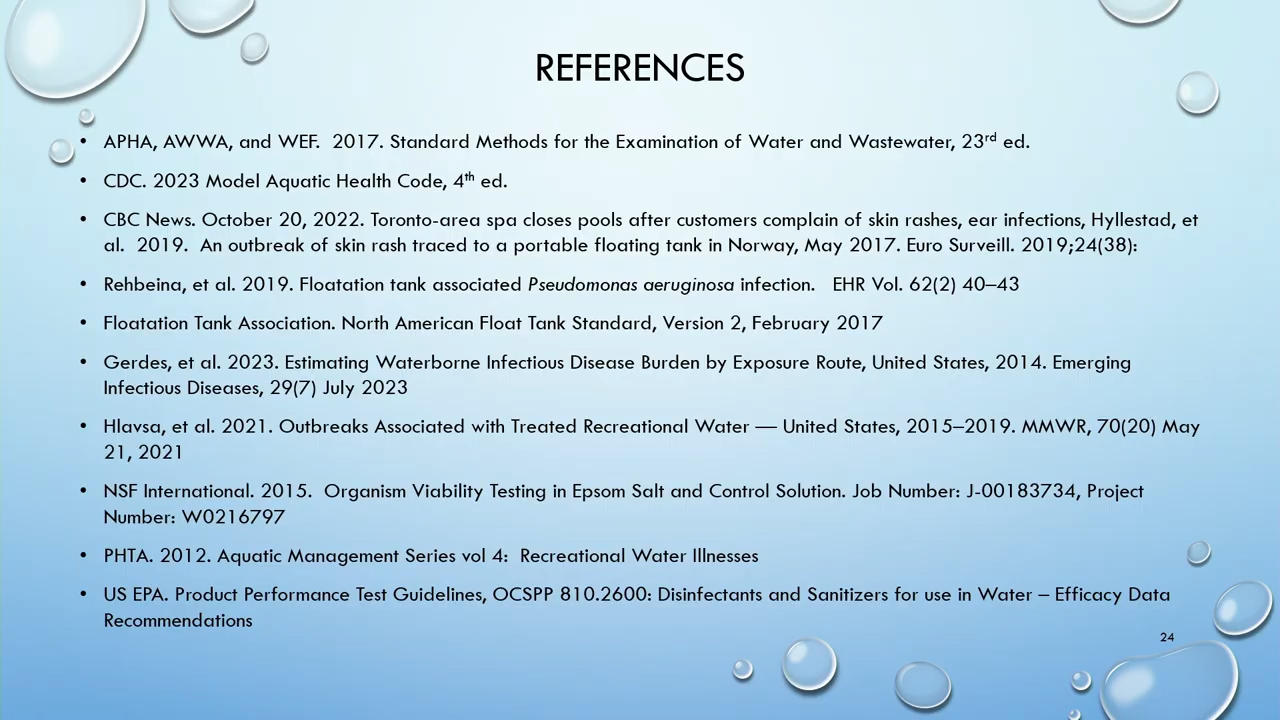 REFERENCES
• APHA, AWWA, and WEF.  2017. Standard Methods for the Examination of Water and Wastewater, 23rd ed.
• CDC. 2023 Model Aquatic Health Code, 4th ed.
• CBC News. October 20, 2022. Toronto-area spa closes pools after customers complain of skin rashes, ear infections, Hyllestad, et
al.  2019.  An outbreak of skin rash traced to a portable floating tank in Norway, May 2017. Euro Surveill. 2019;24(38):
• Rehbeina, et al. 2019. Floatation tank associated Pseudomonas aeruginosa infection.   EHR Vol. 62(2) 40–43
• Floatation Tank Association. North American Float Tank Standard, Version 2, February 2017
• Gerdes, et al. 2023. Estimating Waterborne Infectious Disease Burden by Exposure Route, United States, 2014. Emerging
Infectious Diseases, 29(7) July 2023
• Hlavsa, et al. 2021. Outbreaks Associated with Treated Recreational Water — United States, 2015–2019. MMWR, 70(20) May
21, 2021
• NSF International. 2015.  Organism Viability Testing in Epsom Salt and Control Solution. Job Number: J-00183734, Project
Number: W0216797
• PHTA. 2012. Aquatic Management Series vol 4:  Recreational Water Illnesses
• US EPA. Product Performance Test Guidelines, OCSPP 810.2600: Disinfectants and Sanitizers for use in Water – Efficacy Data
Recommendations
24